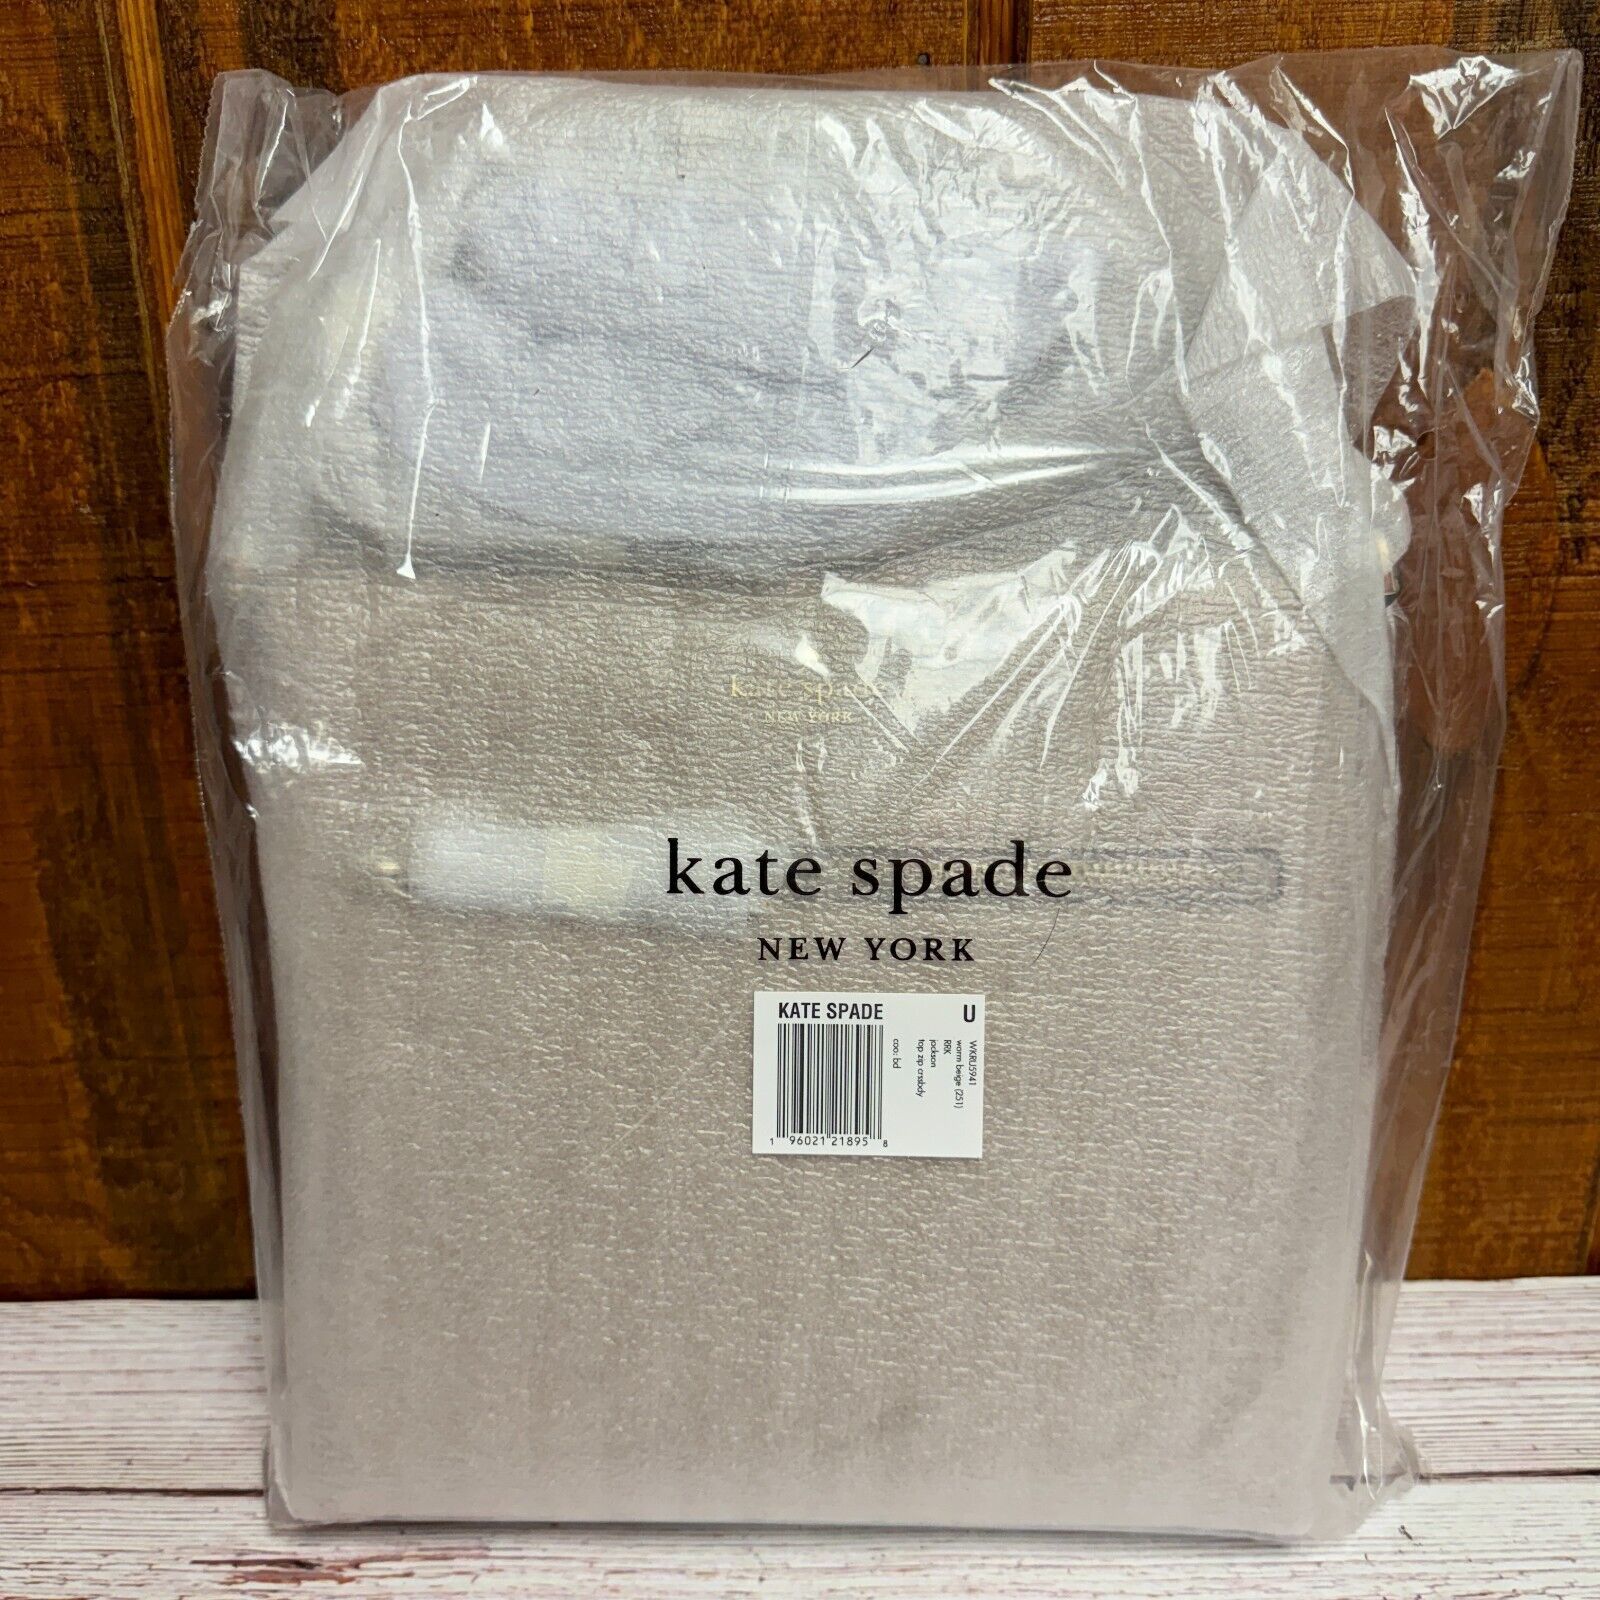 kate spade
NEW YORK
kate spade
NEW YORK
KATE SPADE
U
WKRU5941
warm beige (251)
RRK
jackson
top zip crssbdy
coo: bd
1 96021 21895 8